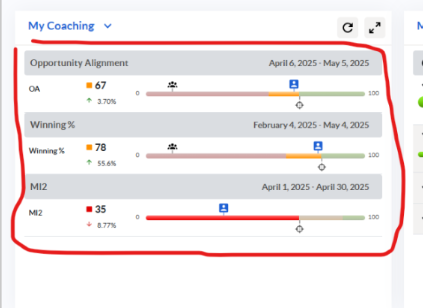 My Coaching
Opportunity Alignment April 6, 2025 - May 5, 2025
OA 67 0 100
3.70%
Winning % February 4, 2025 - May 4, 2025
Winning % 78 0 100
55.6%
MI2 April 1, 2025 - April 30, 2025
MI2 35 0 100
8.77%